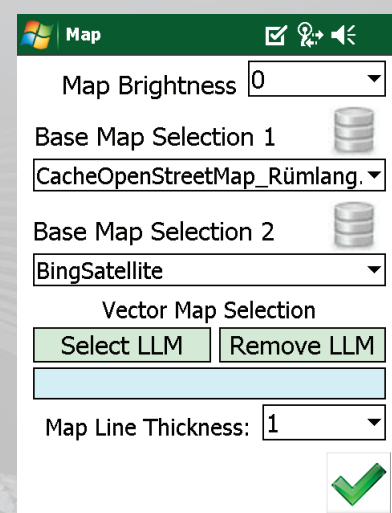 Map
Map Brightness 0
Base Map Selection 1
CacheOpenStreetMap_Rümlang.
Base Map Selection 2
BingSatellite
Vector Map Selection
Select LLM Remove LLM
Map Line Thickness: 1